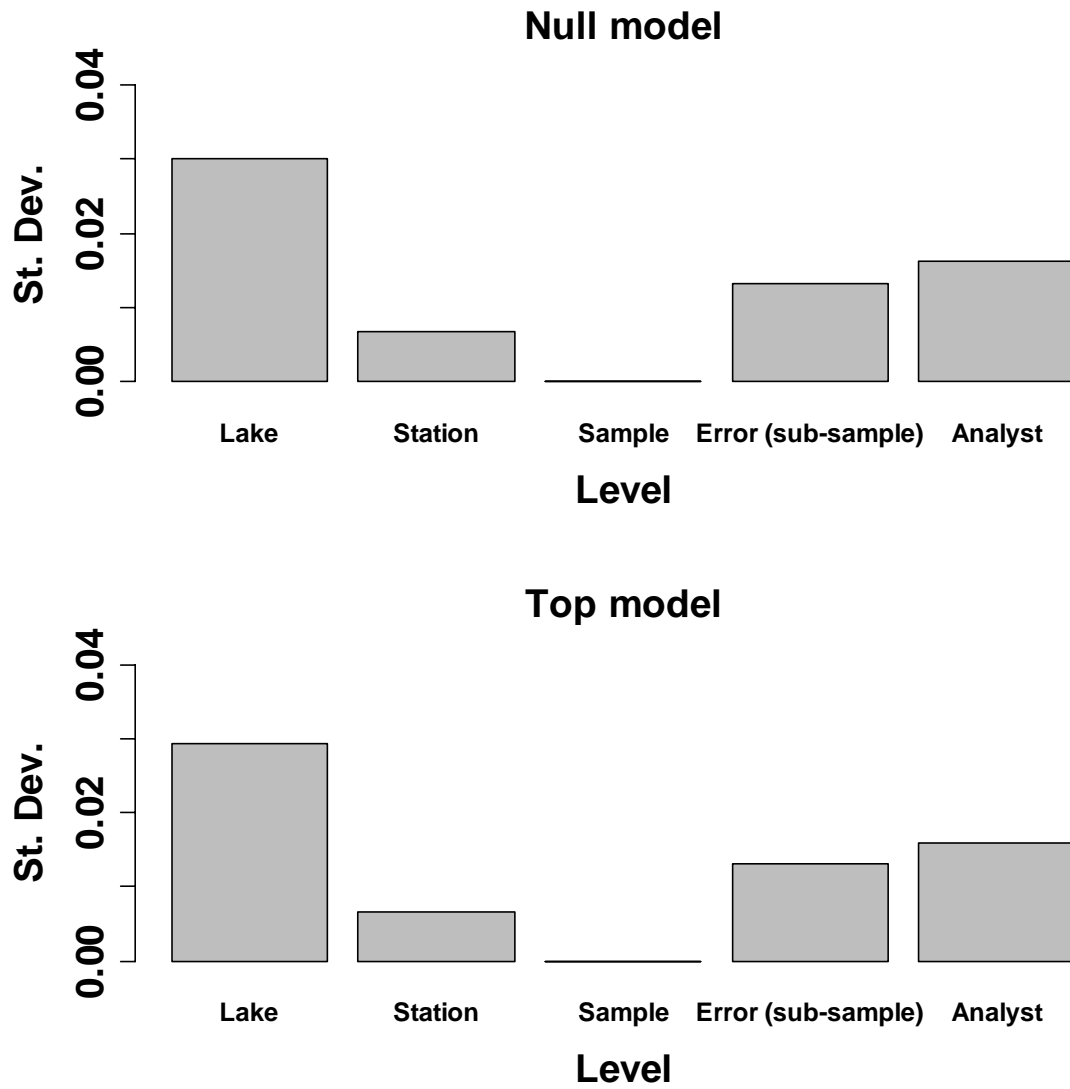 Null model
0.04
0.02
0.00
St. Dev.
Lake Station Sample Error (sub-sample) Analyst
Level
Top model
0.04
0.02
0.00
St. Dev.
Lake Station Sample Error (sub-sample) Analyst
Level